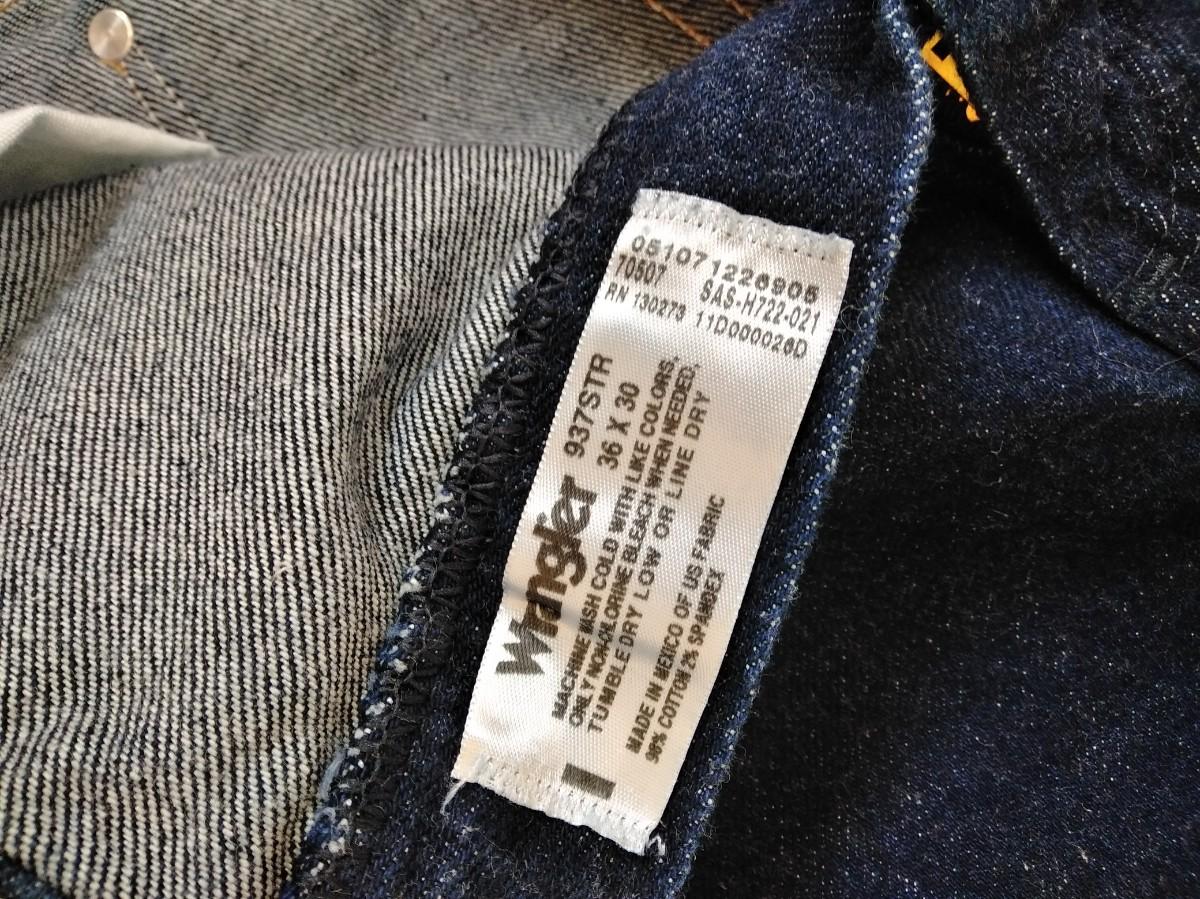 051071226905
70507 SAS-H722-021
RN 130273 11D000026D
Wrangler 937STR
36 X 30
MACHINE WASH COLD WITH LIKE COLORS,
ONLY NON-CHLORINE BLEACH WHEN NEEDED,
TUMBLE DRY LOW OR LINE DRY
MADE IN MEXICO OF US FABRIC
98% COTTON 2% SPANDEX